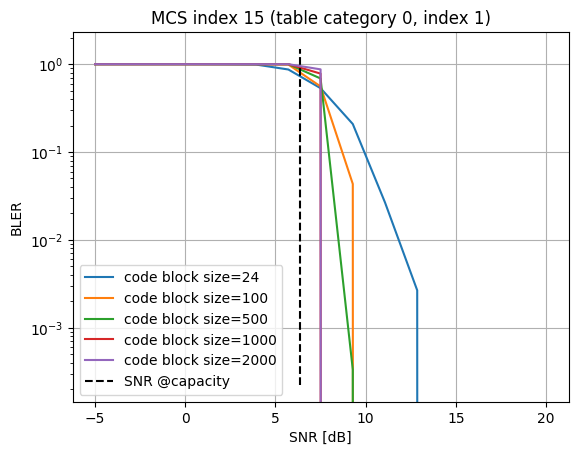 MCS index 15 (table category 0, index 1)
10⁰
10⁻¹
10⁻²
10⁻³
BLER
code block size=24
code block size=100
code block size=500
code block size=1000
code block size=2000
SNR @capacity
−5 0 5 10 15 20
SNR [dB]